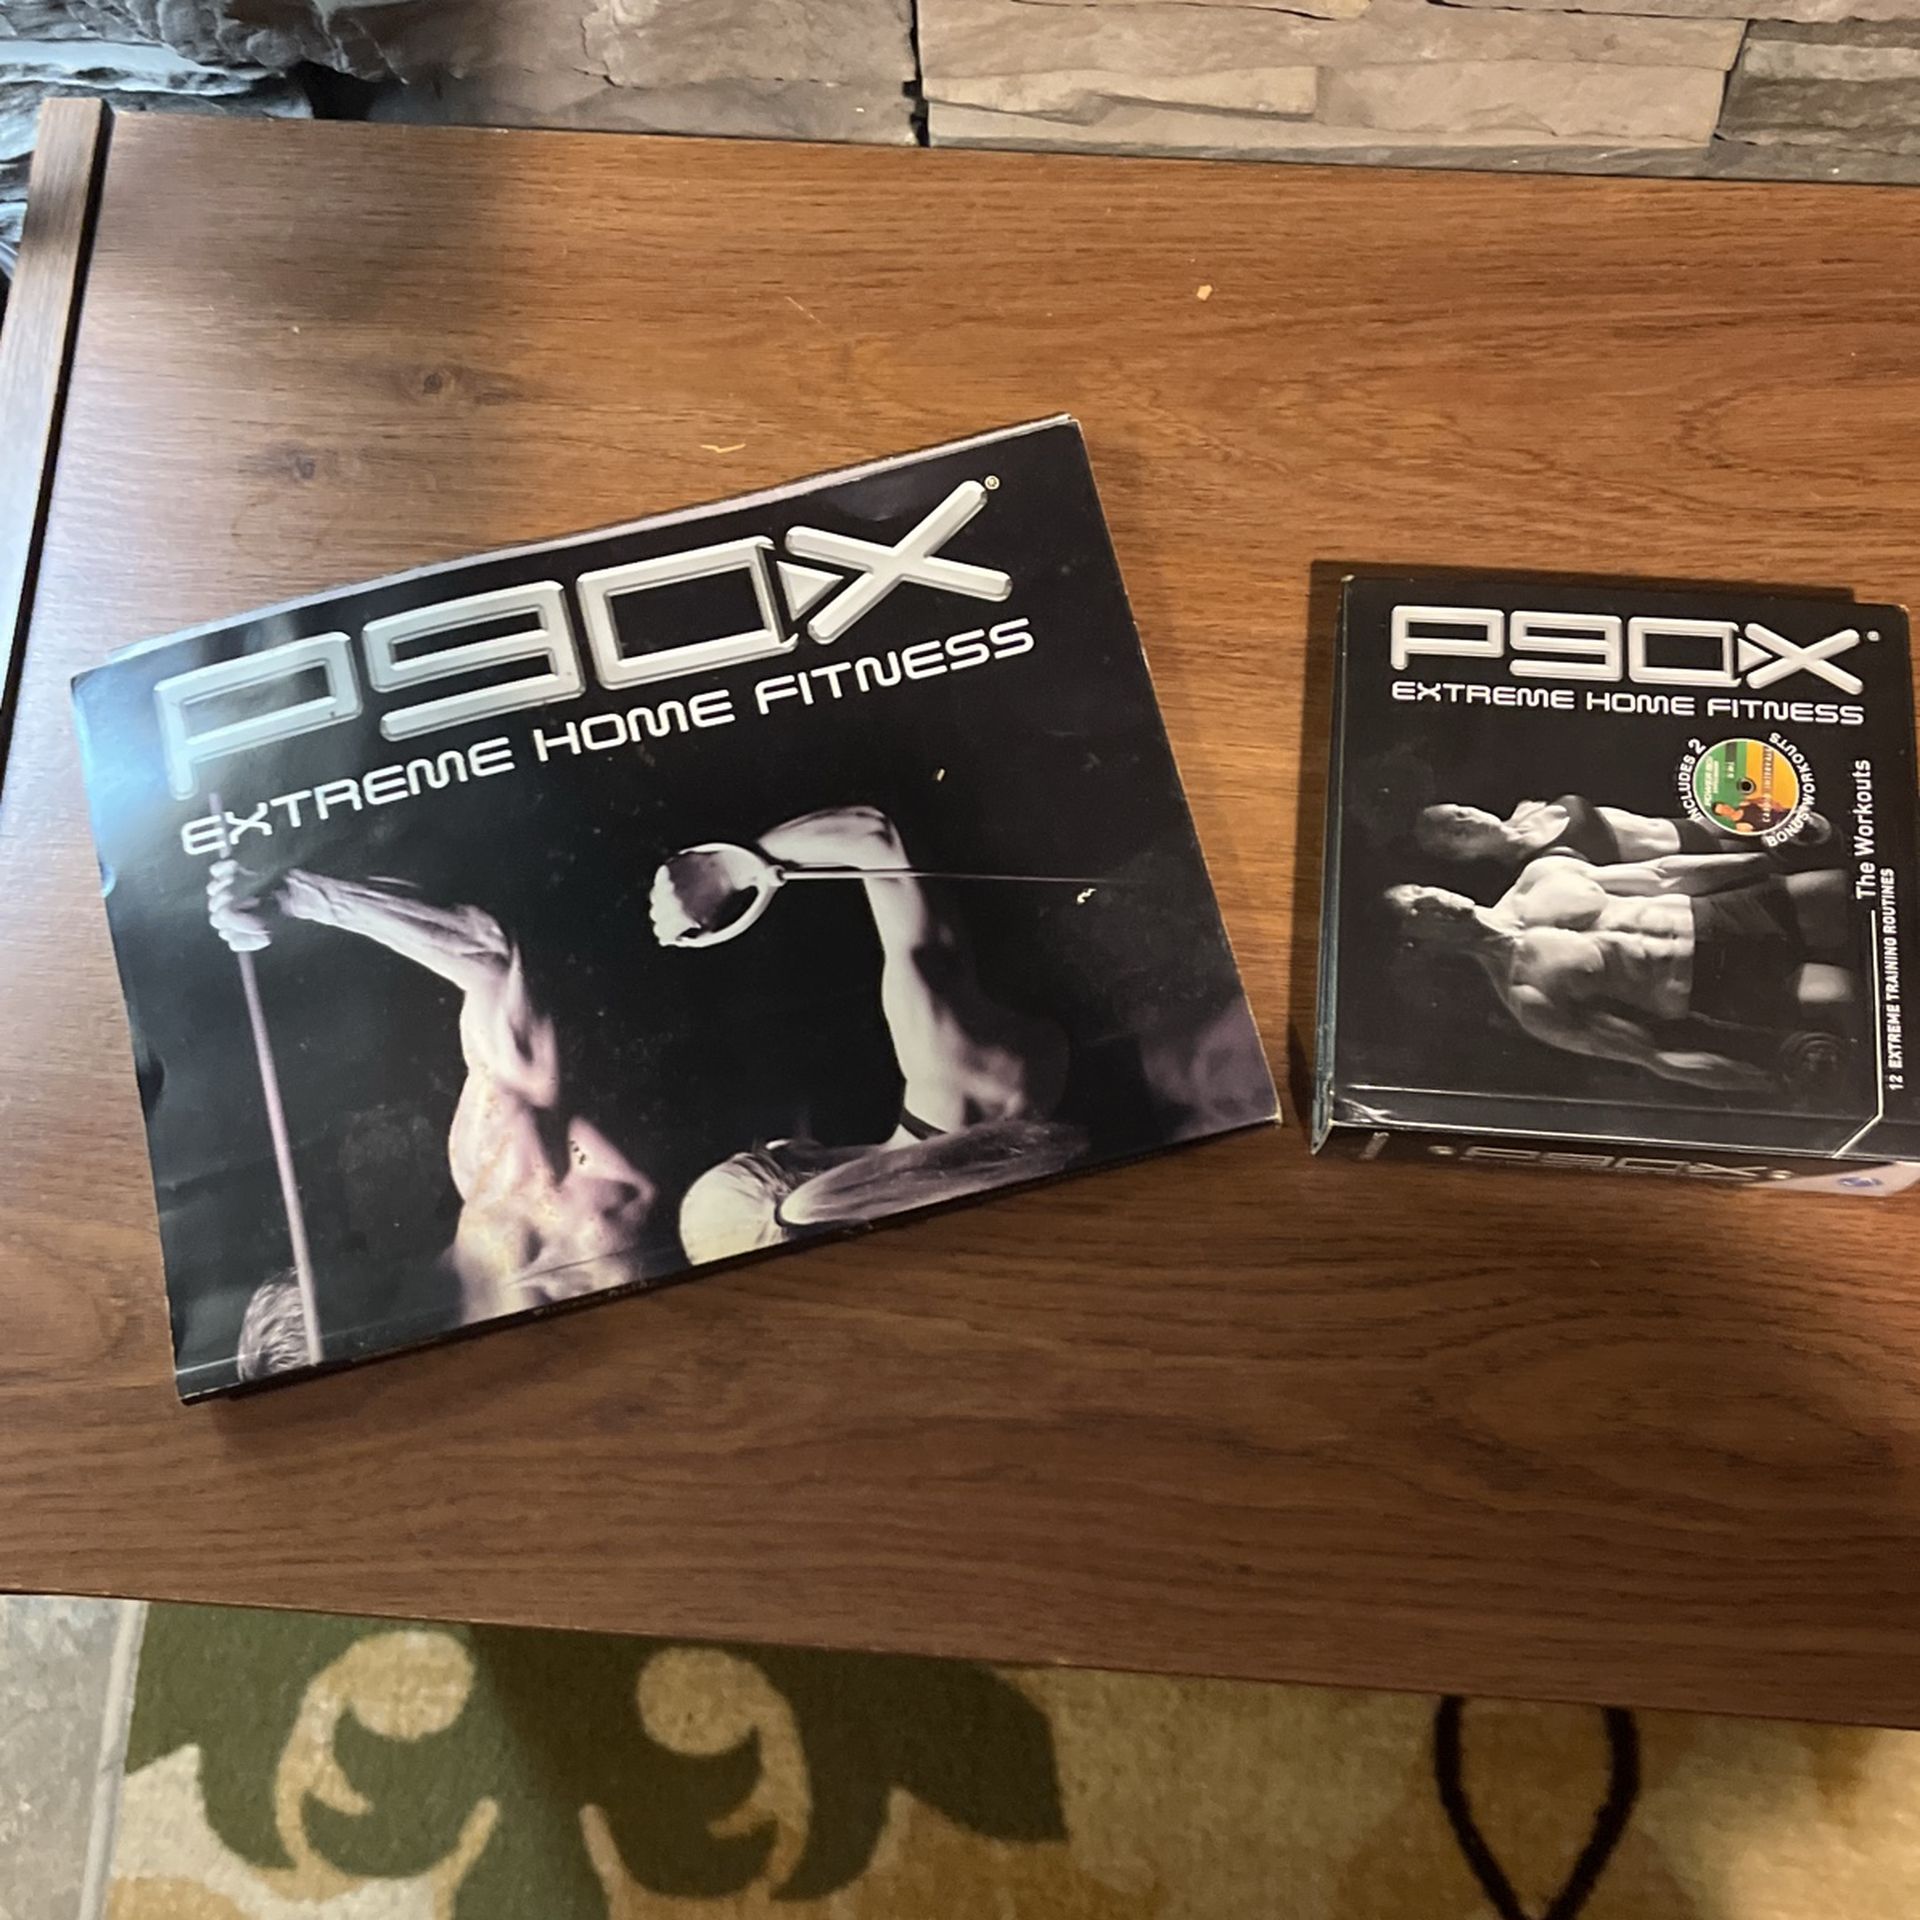 P90X®
EXTREME HOME FITNESS
P90X®
EXTREME HOME FITNESS
INCLUDES 2
BONUS WORKOUTS
The Workouts
12 EXTREME TRAINING ROUTINES
P90X